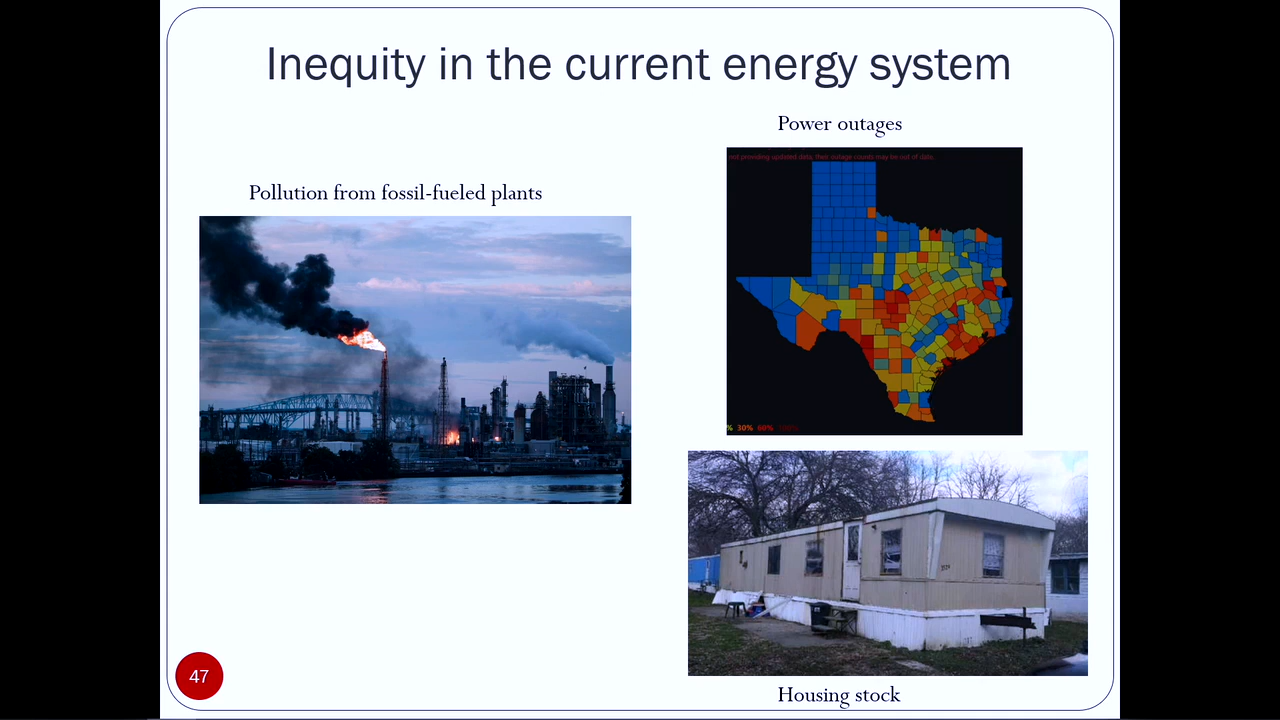 Inequity in the current energy system
Power outages
not providing updated data, their outage counts may be out of date.
Pollution from fossil-fueled plants
% 30% 60% 100%
Housing stock
47